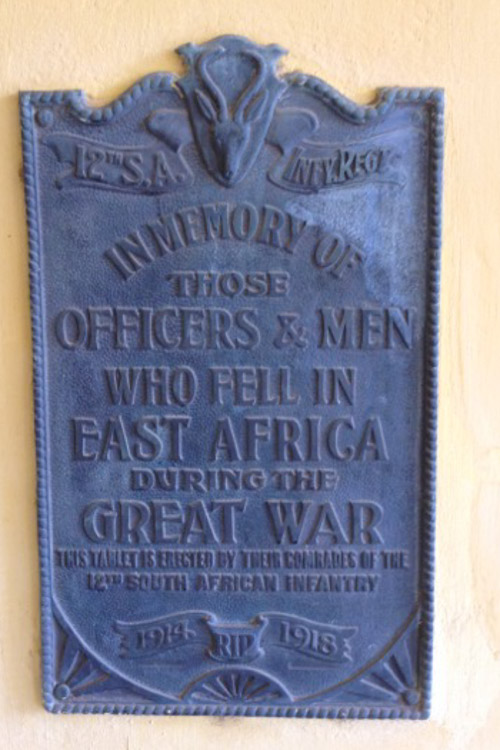 12TH S.A. INFY. REGT
IN MEMORY OF
THOSE
OFFICERS & MEN
WHO FELL IN
EAST AFRICA
DURING THE
GREAT WAR
THIS TABLET IS ERECTED BY THEIR COMRADES OF THE
12TH SOUTH AFRICAN INFANTRY
1914. RIP 1918